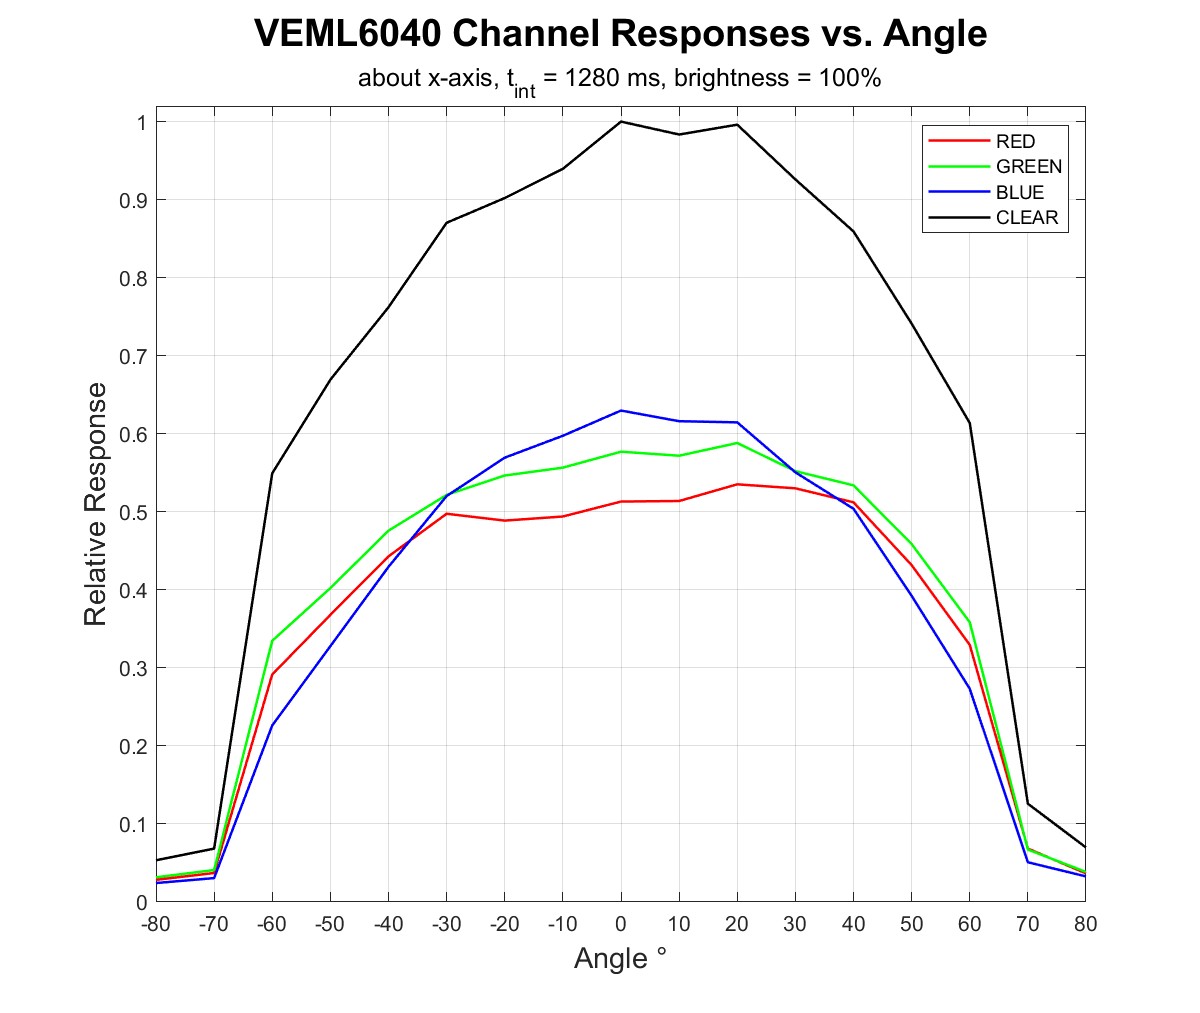 VEML6040 Channel Responses vs. Angle
about x-axis, t_int = 1280 ms, brightness = 100%
RED
GREEN
BLUE
CLEAR
1
0.9
0.8
0.7
0.6
0.5
0.4
0.3
0.2
0.1
0
Relative Response
-80 -70 -60 -50 -40 -30 -20 -10 0 10 20 30 40 50 60 70 80
Angle °